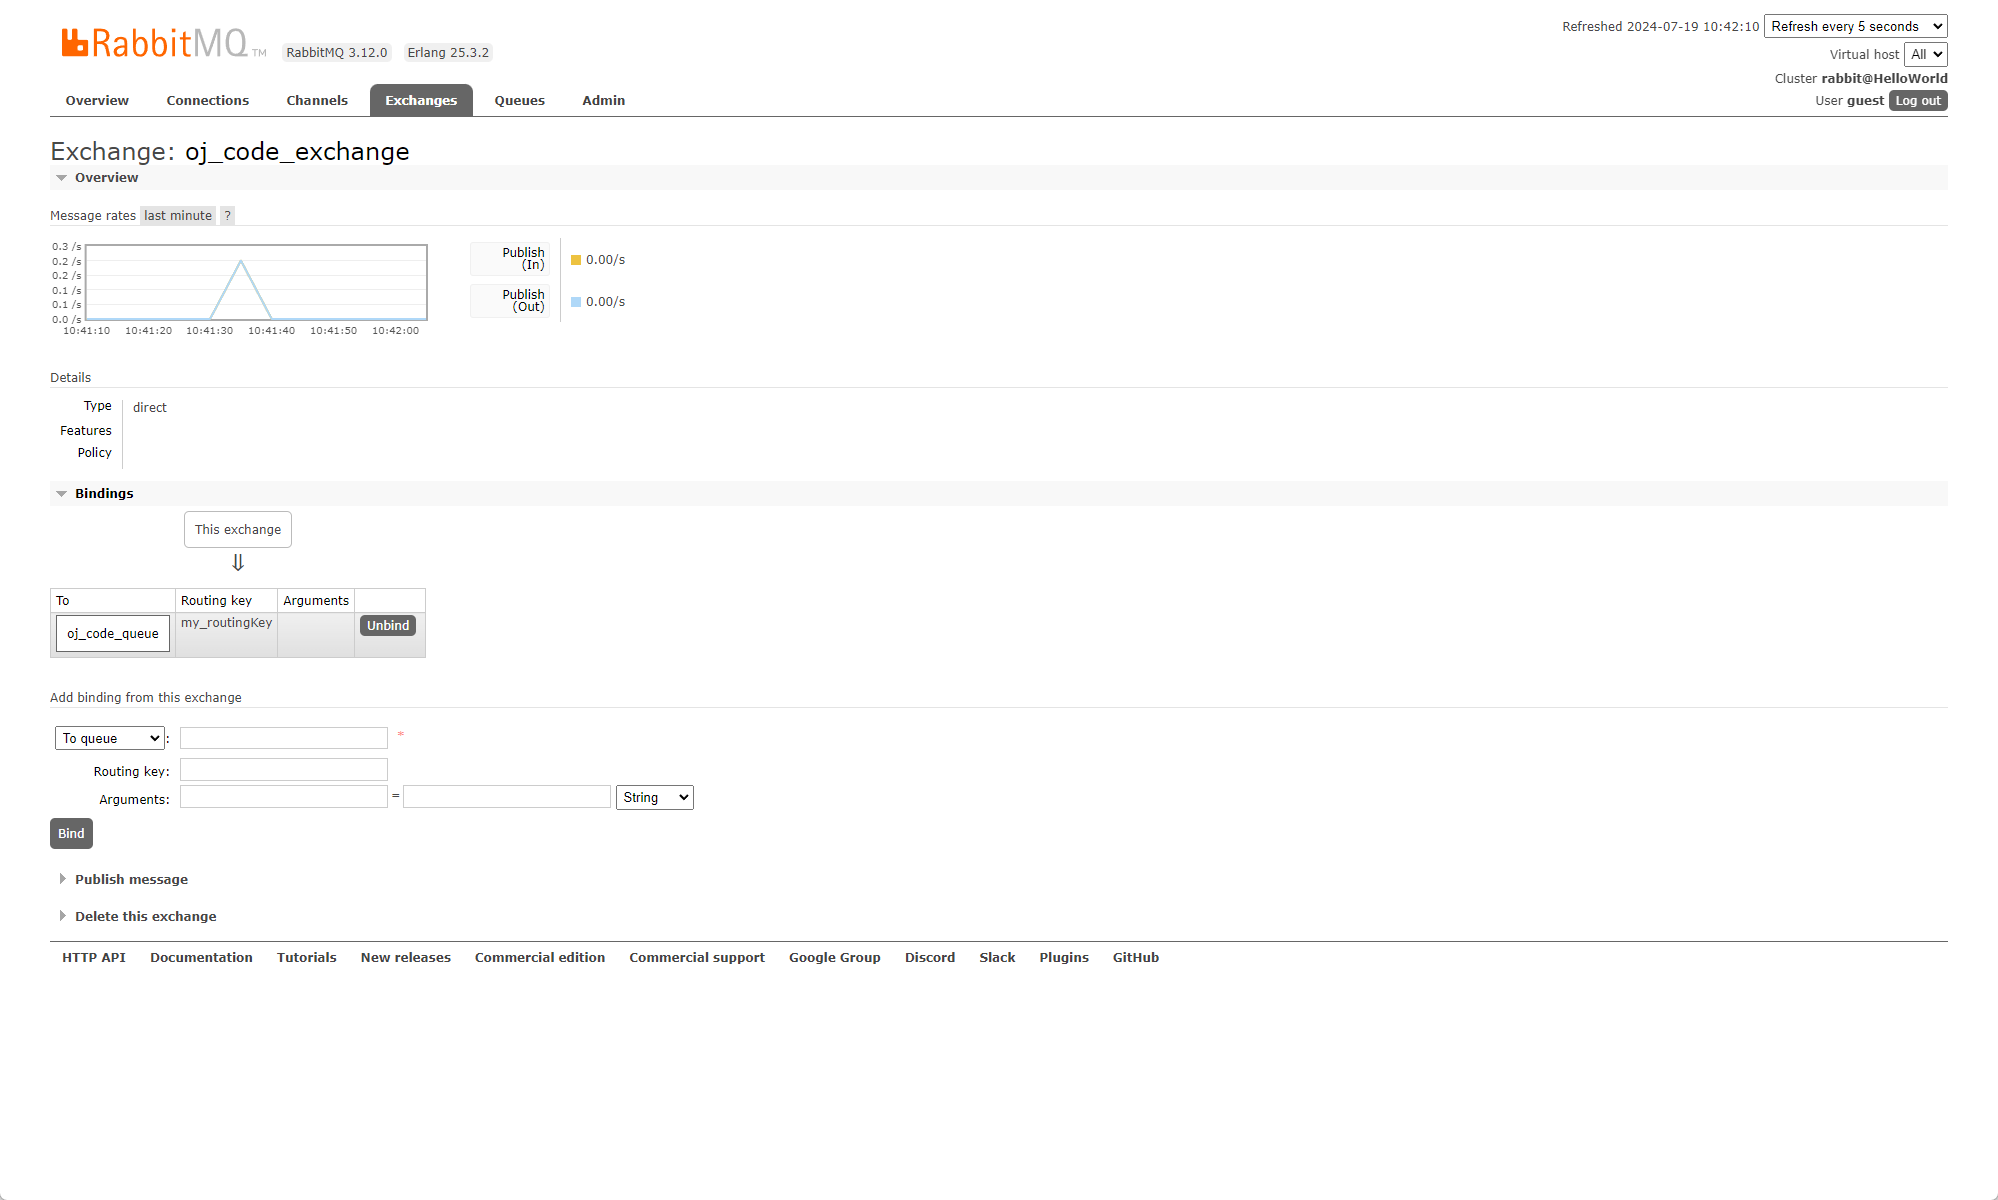 RabbitMQ TM RabbitMQ 3.12.0 Erlang 25.3.2
Refreshed 2024-07-19 10:42:10 Refresh every 5 seconds
Virtual host All
Cluster rabbit@HelloWorld
User guest Log out
Overview Connections Channels Exchanges Queues Admin
Exchange: oj_code_exchange
Overview
Message rates last minute ?
0.3 /s
0.2 /s
0.2 /s
0.1 /s
0.1 /s
0.0 /s
10:41:10 10:41:20 10:41:30 10:41:40 10:41:50 10:42:00
Publish
(In)
0.00/s
Publish
(Out)
0.00/s
Details
Type direct
Features
Policy
Bindings
This exchange
⇓
To Routing key Arguments
oj_code_queue my_routingKey Unbind
Add binding from this exchange
To queue : *
Routing key:
Arguments: = String
Bind
Publish message
Delete this exchange
HTTP API Documentation Tutorials New releases Commercial edition Commercial support Google Group Discord Slack Plugins GitHub